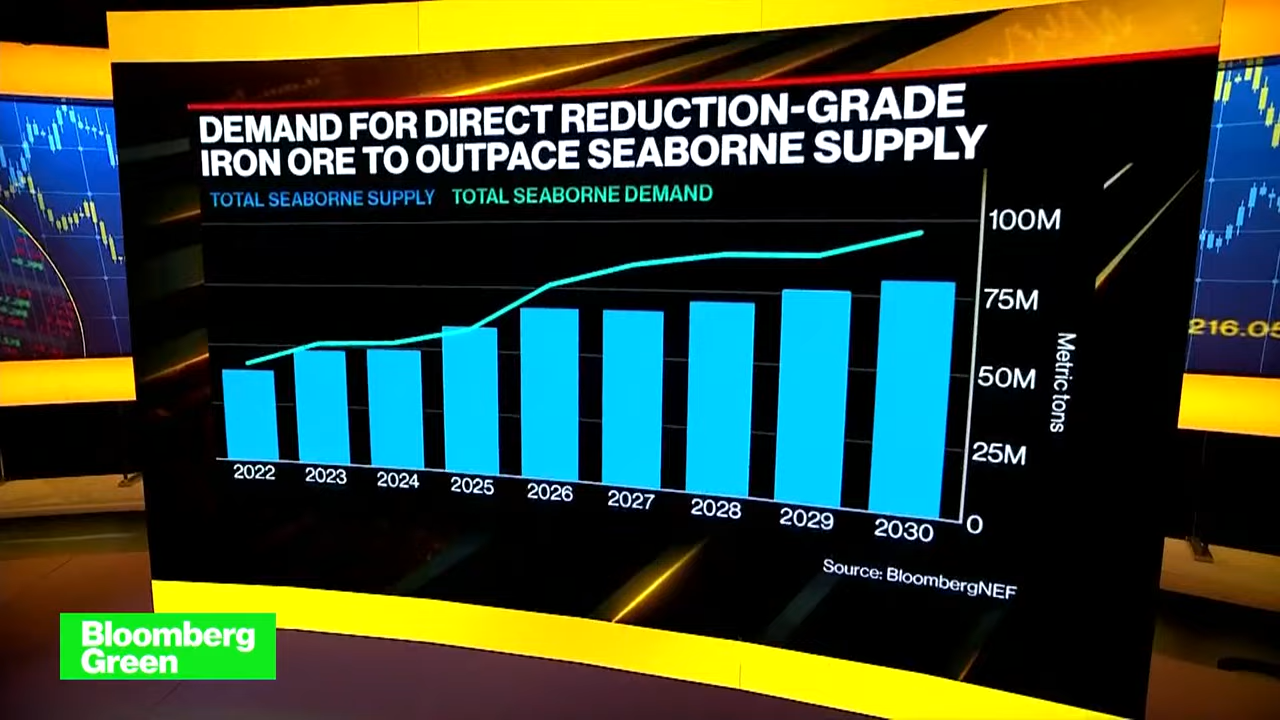 DEMAND FOR DIRECT REDUCTION-GRADE
IRON ORE TO OUTPACE SEABORNE SUPPLY
TOTAL SEABORNE SUPPLY TOTAL SEABORNE DEMAND
100M
75M
50M
25M
0
Metric tons
2022 2023 2024 2025 2026 2027 2028 2029 2030
Source: BloombergNEF
Bloomberg
Green